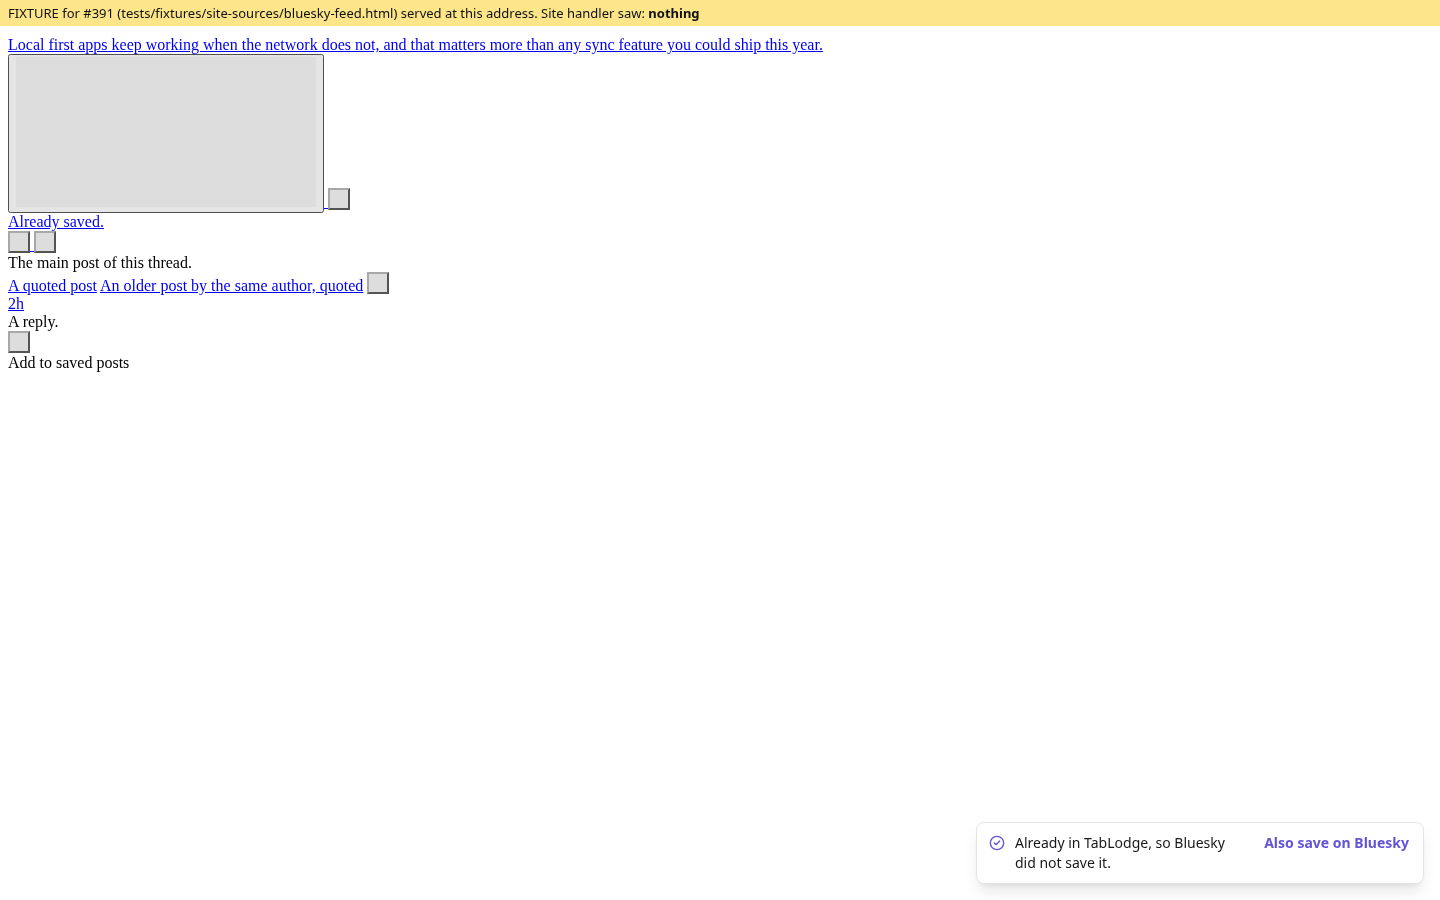 FIXTURE for #391 (tests/fixtures/site-sources/bluesky-feed.html) served at this address. Site handler saw: nothing
Local first apps keep working when the network does not, and that matters more than any sync feature you could ship this year.
Already saved.
The main post of this thread.
A quoted post An older post by the same author, quoted
2h
A reply.
Add to saved posts
Already in TabLodge, so Bluesky did not save it.
Also save on Bluesky